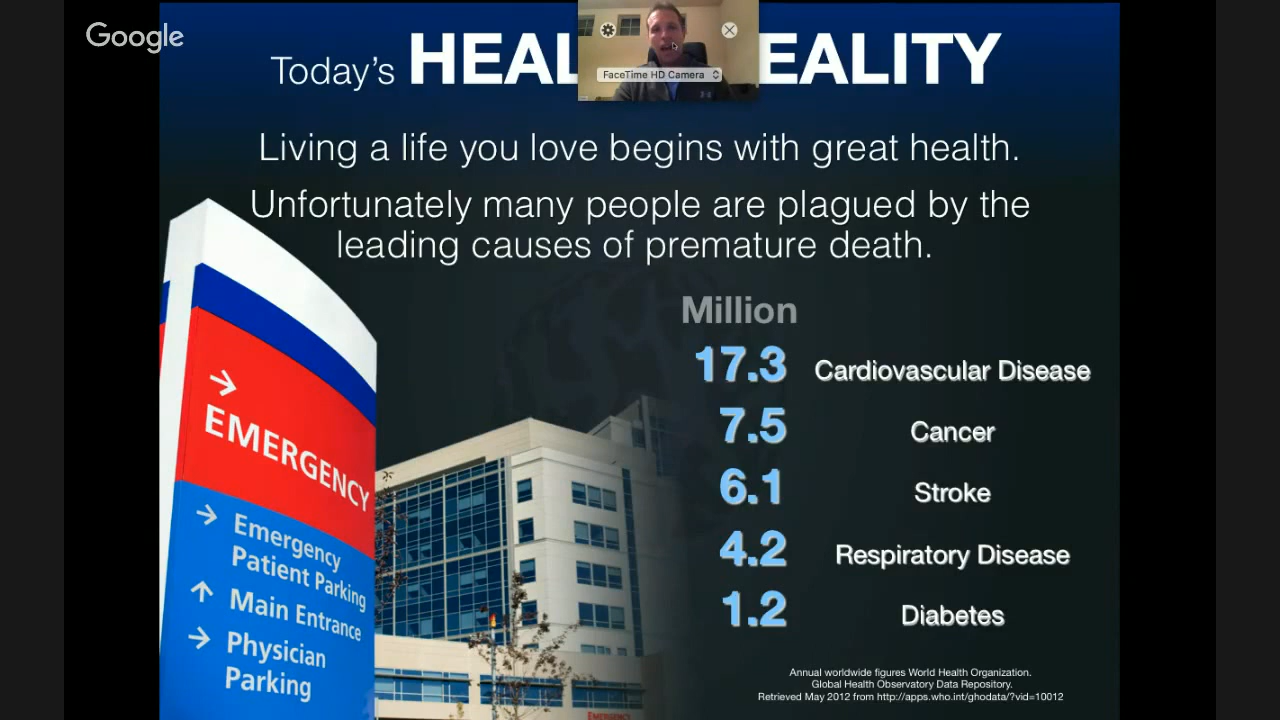 Google
Today's HEAL EALITY
FaceTime HD Camera
Living a life you love begins with great health.
Unfortunately many people are plagued by the
leading causes of premature death.
Million
17.3 Cardiovascular Disease
7.5 Cancer
6.1 Stroke
4.2 Respiratory Disease
1.2 Diabetes
→
EMERGENCY
→ Emergency
Patient Parking
↑ Main Entrance
→ Physician
Parking
EMERGENCY
Annual worldwide figures World Health Organization.
Global Health Observatory Data Repository.
Retrieved May 2012 from http://apps.who.int/ghodata/?vid=10012